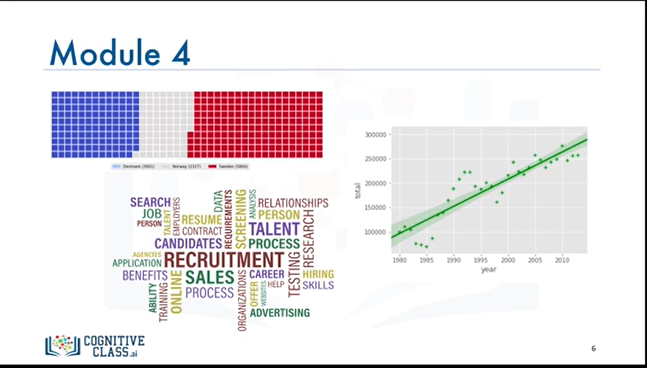 Module 4
Denmark (3901) Norway (2327) Sweden (5866)
SEARCH
JOB
PERSON
TALENT
EMPLOYERS
RESUME
CONTRACT
DATA
REQUIREMENTS
SCREENING
ANALYSIS
RELATIONSHIPS
PERSON
TALENT
CANDIDATES
PROCESS
RESEARCH
AGENCIES
RECRUITMENT
APPLICATION
BENEFITS
SALES
CAREER
TESTING
HIRING
SKILLS
ABILITY
TRAINING
ONLINE
PROCESS
ORGANIZATIONS
OFFER
WEBSITES
HELP
ADVERTISING
300000
250000
200000
150000
100000
total
1980 1985 1990 1995 2000 2005 2010
year
COGNITIVE
CLASS.ai
6